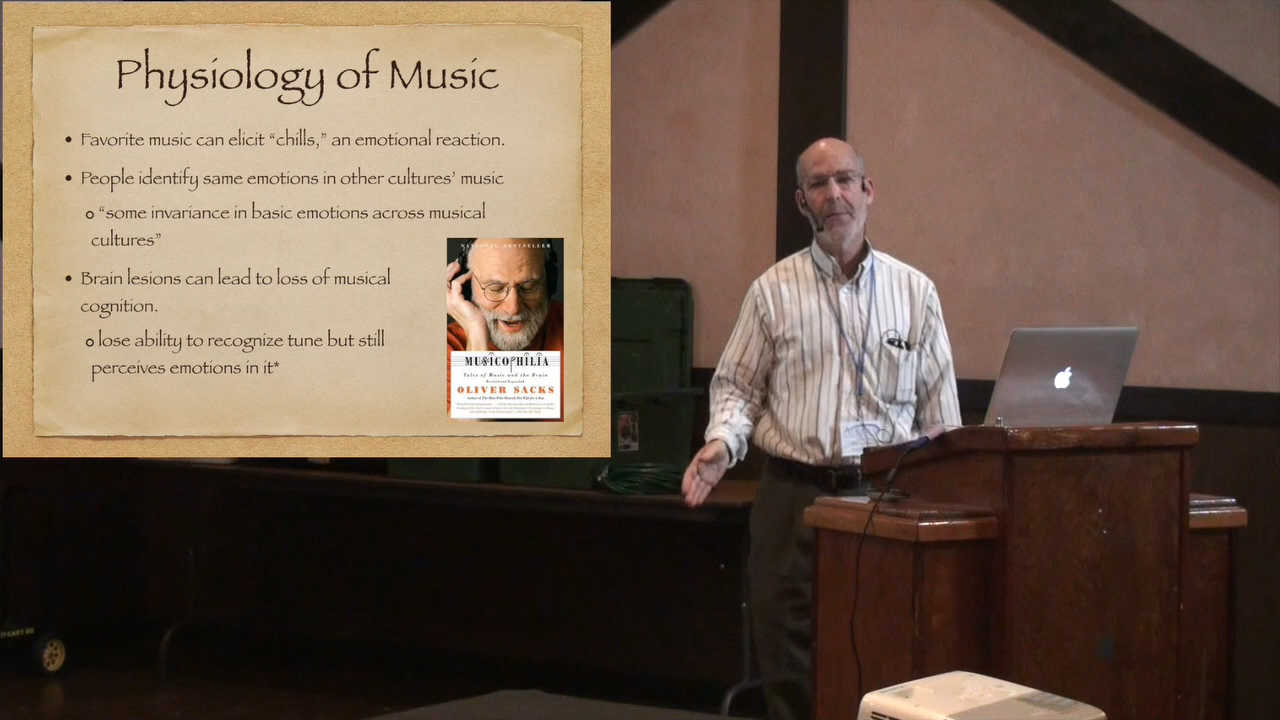 Physiology of Music
• Favorite music can elicit “chills,” an emotional reaction.
• People identify same emotions in other cultures’ music
o “some invariance in basic emotions across musical
cultures”
• Brain lesions can lead to loss of musical
cognition.
o lose ability to recognize tune but still
perceives emotions in it*
NATIONAL BESTSELLER
MUSICOPHILIA
Tales of Music and the Brain
Revised and Expanded
OLIVER SACKS